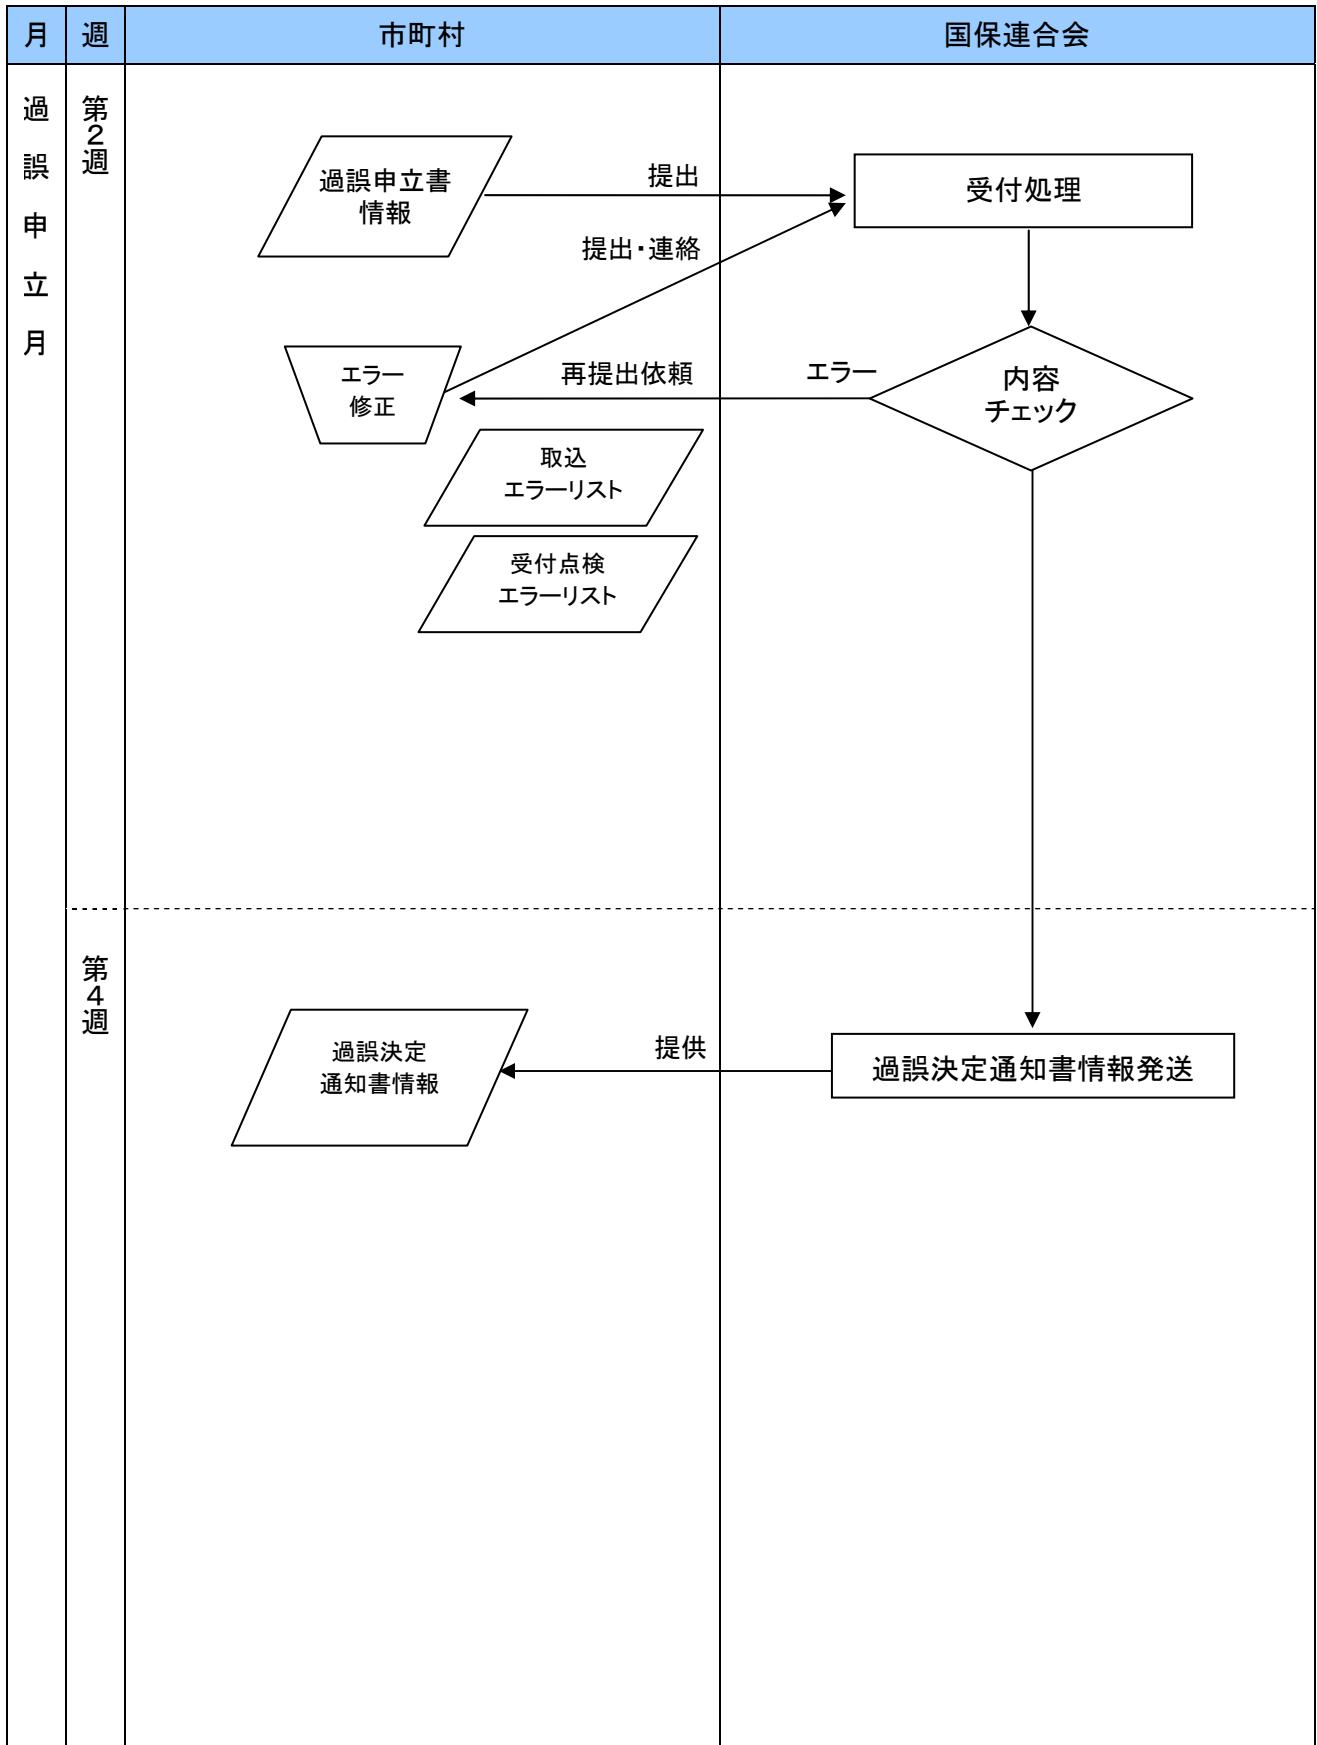 月
週
市町村
国保連合会
過誤申立月
第２週
過誤申立書
情報
提出
受付処理
提出・連絡
エラー
修正
再提出依頼
エラー
内容
チェック
取込
エラーリスト
受付点検
エラーリスト
第４週
過誤決定
通知書情報
提供
過誤決定通知書情報発送